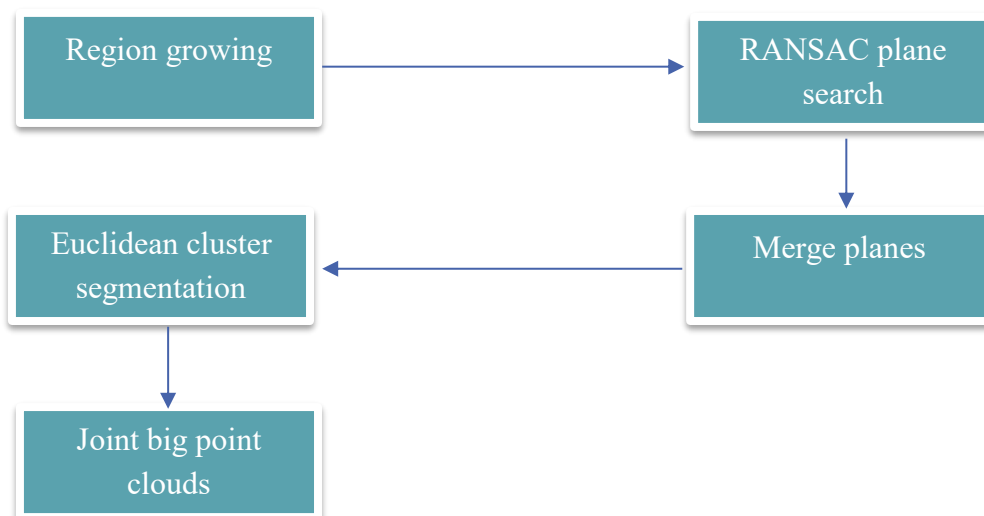 Region growing
RANSAC plane
search
Merge planes
Euclidean cluster
segmentation
Joint big point
clouds